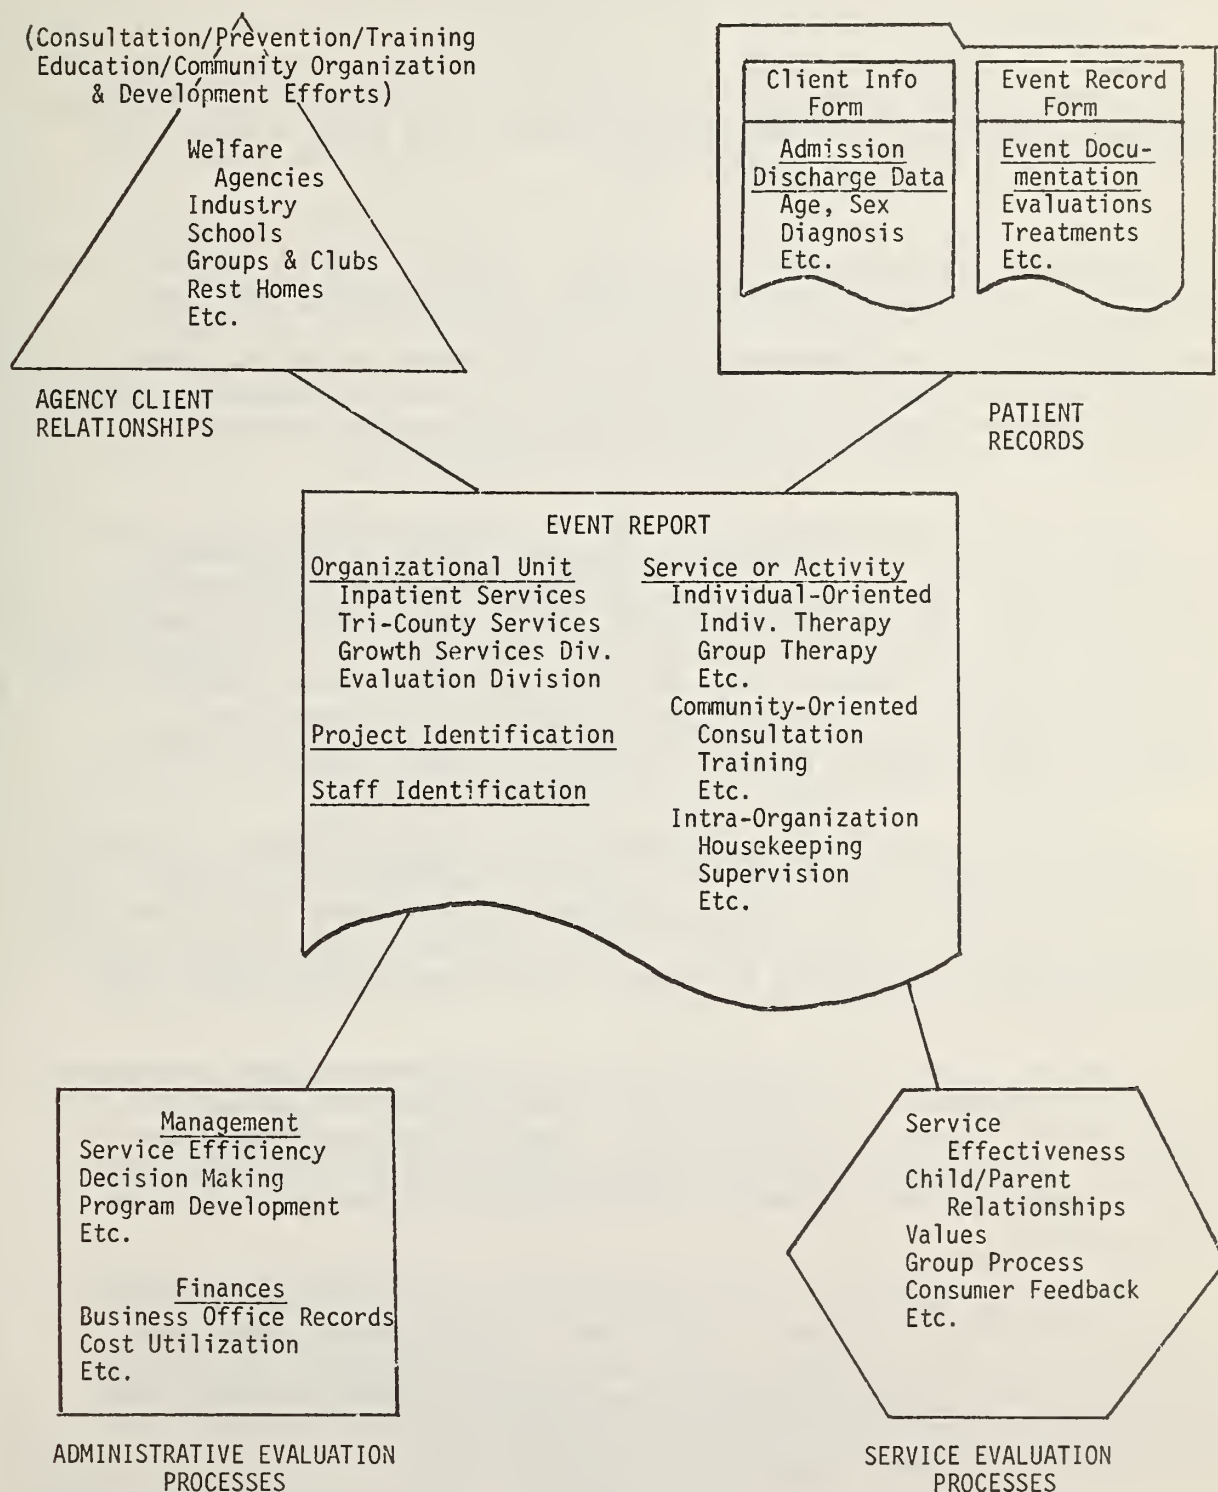 (Consultation/Prevention/Training
Education/Community Organization
& Development Efforts)
Welfare
Agencies
Industry
Schools
Groups & Clubs
Rest Homes
Etc.
AGENCY CLIENT
RELATIONSHIPS
Client Info
Form
Admission
Discharge Data
Age, Sex
Diagnosis
Etc.
Event Record
Form
Event Docu-
mentation
Evaluations
Treatments
Etc.
PATIENT
RECORDS
EVENT REPORT
Organizational Unit
Inpatient Services
Tri-County Services
Growth Services Div.
Evaluation Division
Project Identification
Staff Identification
Service or Activity
Individual-Oriented
Indiv. Therapy
Group Therapy
Etc.
Community-Oriented
Consultation
Training
Etc.
Intra-Organization
Housekeeping
Supervision
Etc.
Management
Service Efficiency
Decision Making
Program Development
Etc.
Finances
Business Office Records
Cost Utilization
Etc.
ADMINISTRATIVE EVALUATION
PROCESSES
Service
Effectiveness
Child/Parent
Relationships
Values
Group Process
Consumer Feedback
Etc.
SERVICE EVALUATION
PROCESSES